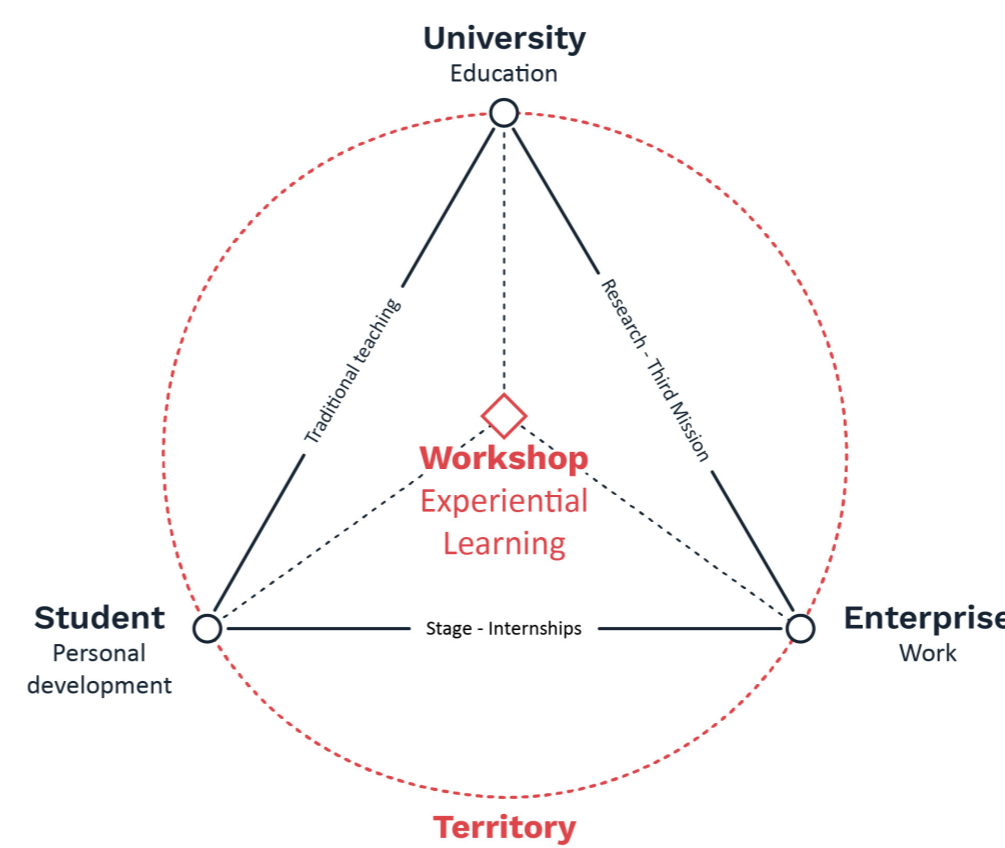 University
Education
Traditional teaching
Research - Third Mission
Workshop
Experiential
Learning
Student
Personal
development
Stage - Internships
Enterprise
Work
Territory